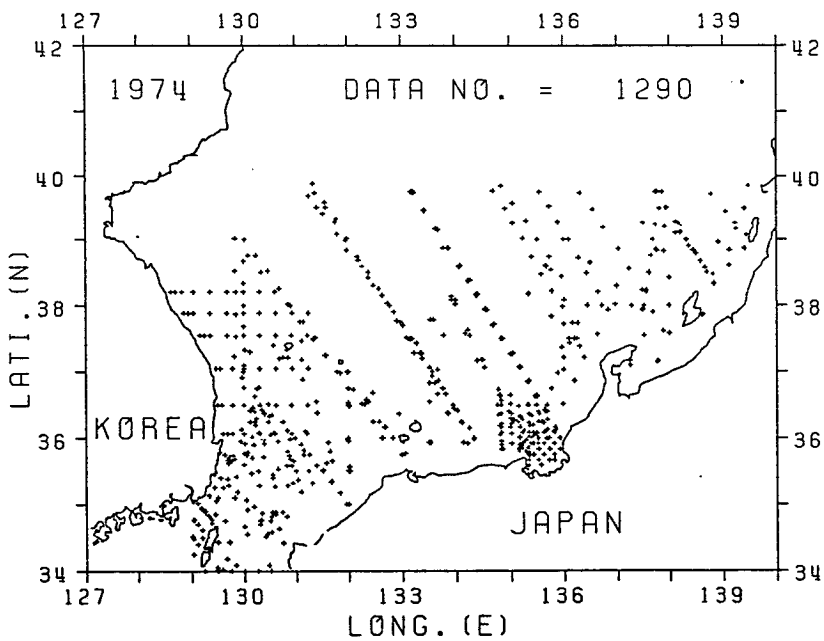 127 130 133 136 139
42 42
1974 DATA NO. = 1290
40 40
38 38
LATI. (N)
KOREA
36 36
JAPAN
34 34
127 130 133 136 139
LONG. (E)